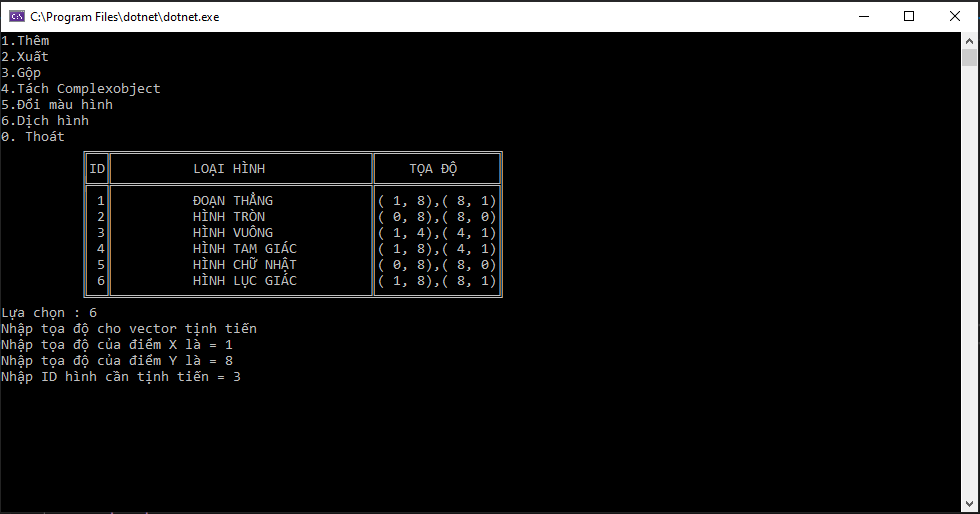 C:\Program Files\dotnet\dotnet.exe
1.Thêm
2.Xuất
3.Gộp
4.Tách Complexobject
5.Đổi màu hình
6.Dịch hình
0. Thoát
ID LOẠI HÌNH TỌA ĐỘ
1 ĐOẠN THẲNG ( 1, 8),( 8, 1)
2 HÌNH TRÒN ( 0, 8),( 8, 0)
3 HÌNH VUÔNG ( 1, 4),( 4, 1)
4 HÌNH TAM GIÁC ( 1, 8),( 4, 1)
5 HÌNH CHỮ NHẬT ( 0, 8),( 8, 0)
6 HÌNH LỤC GIÁC ( 1, 8),( 8, 1)
Lựa chọn : 6
Nhập tọa độ cho vector tịnh tiến
Nhập tọa độ của điểm X là = 1
Nhập tọa độ của điểm Y là = 8
Nhập ID hình cần tịnh tiến = 3